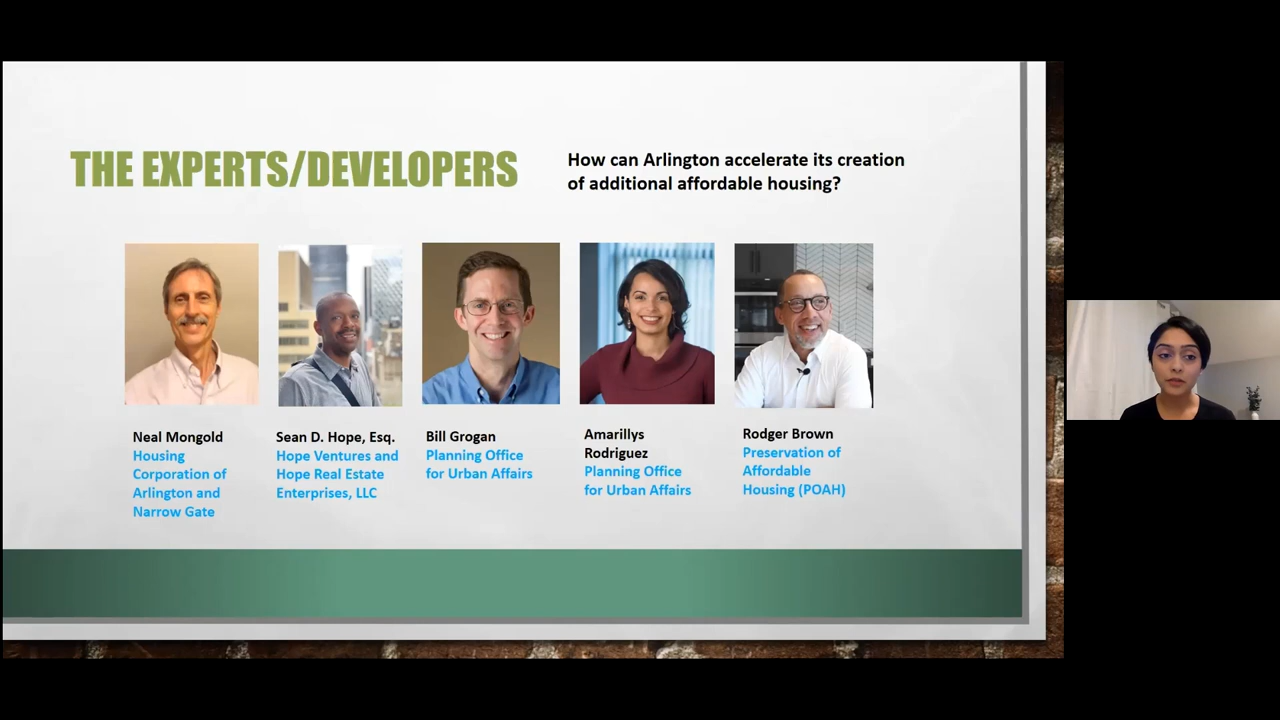 THE EXPERTS/DEVELOPERS
How can Arlington accelerate its creation
of additional affordable housing?
Neal Mongold
Housing
Corporation of
Arlington and
Narrow Gate
Sean D. Hope, Esq.
Hope Ventures and
Hope Real Estate
Enterprises, LLC
Bill Grogan
Planning Office
for Urban Affairs
Amarillys
Rodriguez
Planning Office
for Urban Affairs
Rodger Brown
Preservation of
Affordable
Housing (POAH)